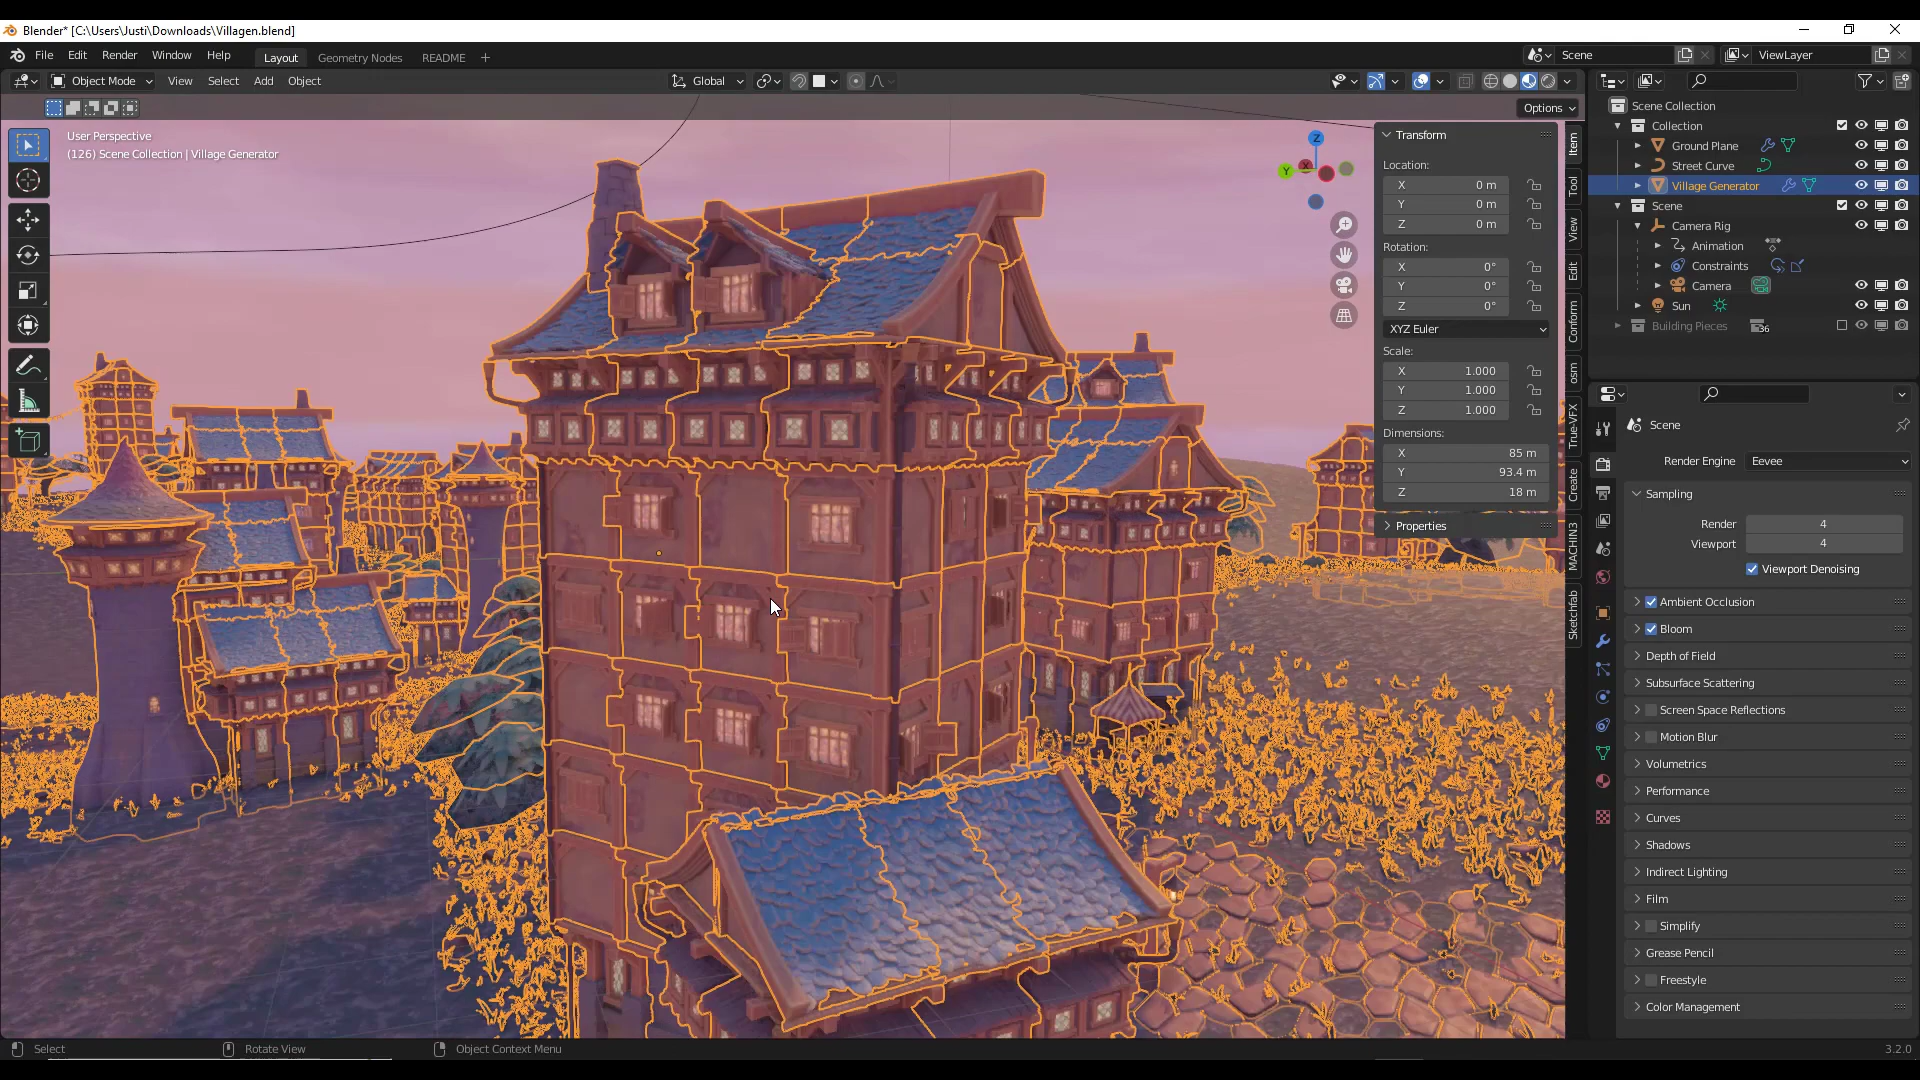 Blender* [C:\Users\Justi\Downloads\Villagen.blend]
File Edit Render Window Help Layout Geometry Nodes README + Scene ViewLayer
Object Mode View Select Add Object Global
Options
User Perspective
(126) Scene Collection | Village Generator
Z
Y
X
Transform
Location:
X 0 m
Y 0 m
Z 0 m
Rotation:
X 0°
Y 0°
Z 0°
XYZ Euler
Scale:
X 1.000
Y 1.000
Z 1.000
Dimensions:
X 85 m
Y 93.4 m
Z 18 m
Properties
Item
Tool
View
Edit
Conform
osm
True-VFX
Create
MACHIN3
Sketchfab
Scene Collection
Collection
Ground Plane
Street Curve
Village Generator
Scene
Camera Rig
Animation
Constraints
Camera
Sun
Building Pieces 36
Scene
Render Engine Eevee
Sampling
Render 4
Viewport 4
Viewport Denoising
Ambient Occlusion
Bloom
Depth of Field
Subsurface Scattering
Screen Space Reflections
Motion Blur
Volumetrics
Performance
Curves
Shadows
Indirect Lighting
Film
Simplify
Grease Pencil
Freestyle
Color Management
Select Rotate View Object Context Menu 3.2.0